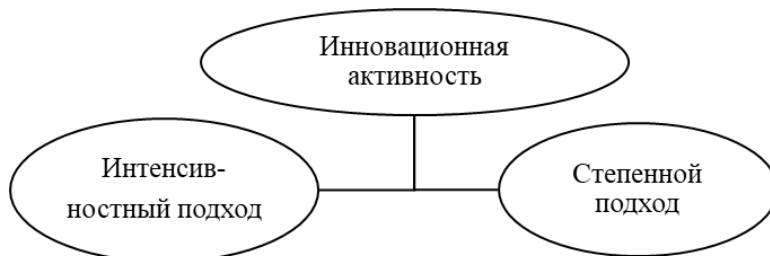 Инновационная
активность
Интенсив-
ностный подход
Степенной
подход